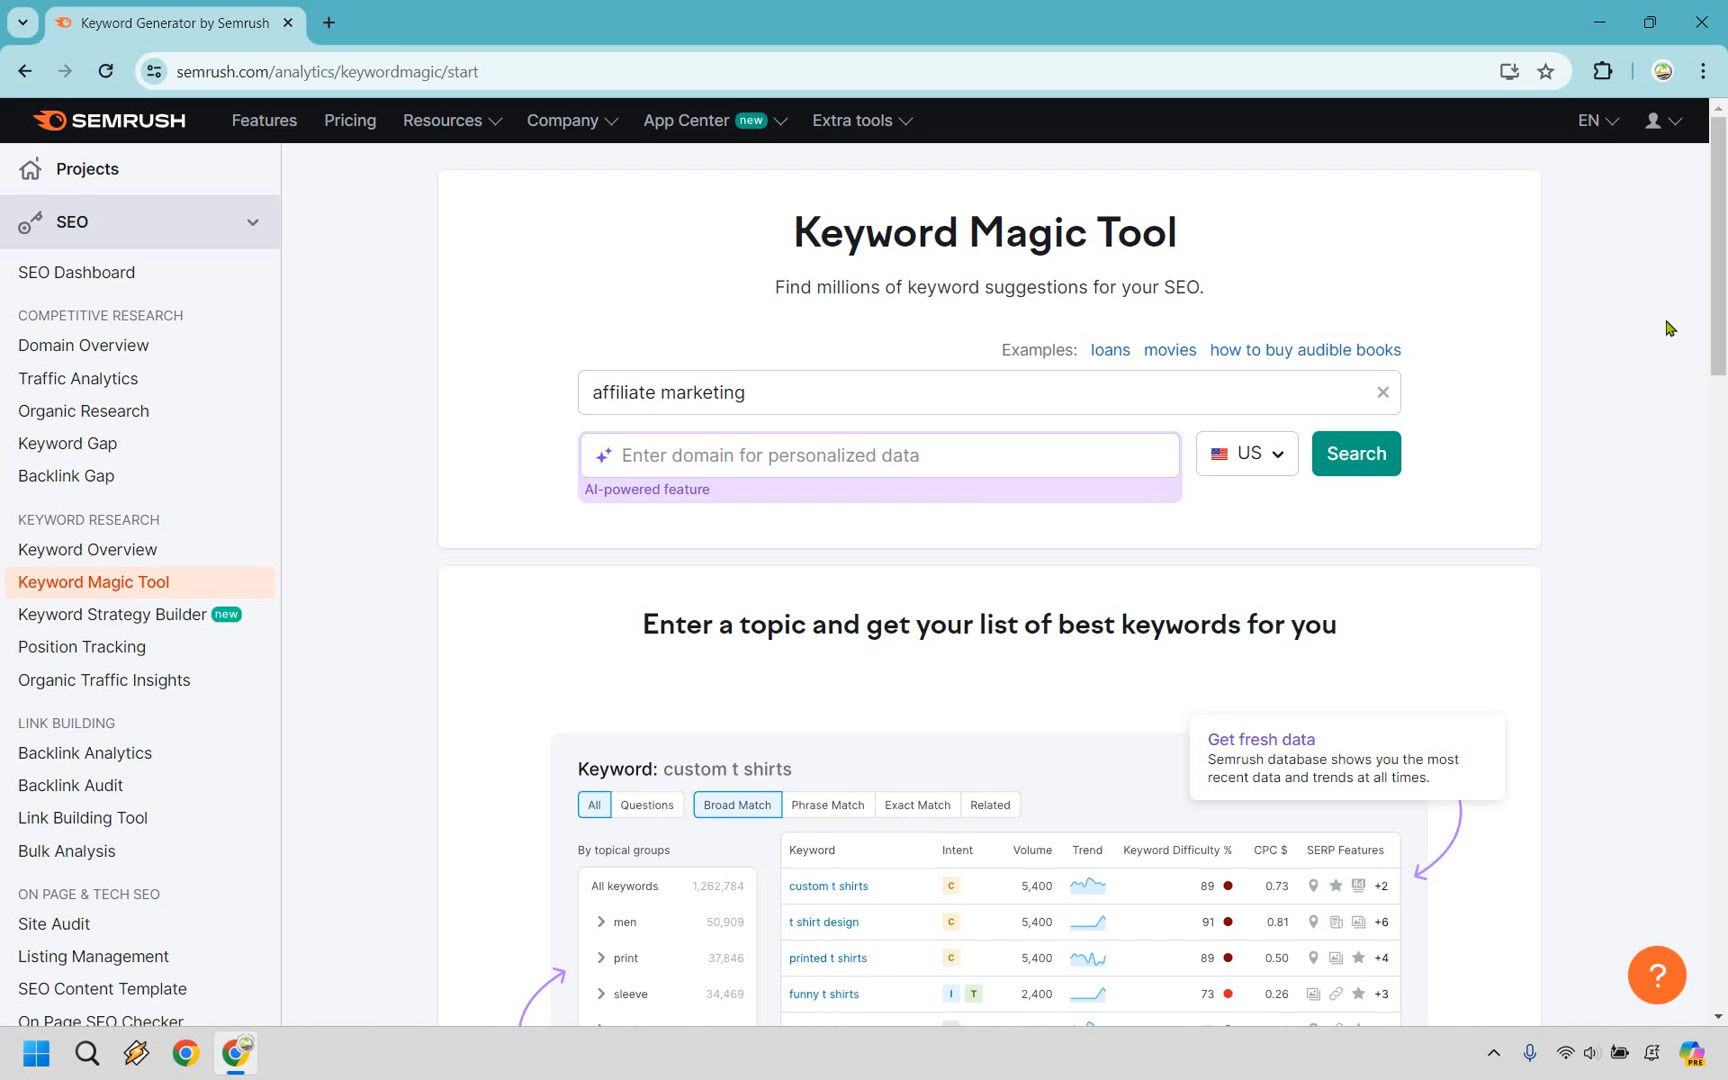 Keyword Generator by Semrush
semrush.com/analytics/keywordmagic/start
SEMRUSH
Features
Pricing
Resources
Company
App Center new
Extra tools
EN
Projects
SEO
SEO Dashboard
COMPETITIVE RESEARCH
Domain Overview
Traffic Analytics
Organic Research
Keyword Gap
Backlink Gap
KEYWORD RESEARCH
Keyword Overview
Keyword Magic Tool
Keyword Strategy Builder new
Position Tracking
Organic Traffic Insights
LINK BUILDING
Backlink Analytics
Backlink Audit
Link Building Tool
Bulk Analysis
ON PAGE & TECH SEO
Site Audit
Listing Management
SEO Content Template
On Page SEO Checker
Keyword Magic Tool
Find millions of keyword suggestions for your SEO.
Examples: loans movies how to buy audible books
affiliate marketing
Enter domain for personalized data
US
Search
AI-powered feature
Enter a topic and get your list of best keywords for you
Get fresh data
Semrush database shows you the most
recent data and trends at all times.
Keyword: custom t shirts
All Questions Broad Match Phrase Match Exact Match Related
By topical groups
All keywords 1,262,784
men 50,909
print 37,846
sleeve 34,469
Keyword Intent Volume Trend Keyword Difficulty % CPC $ SERP Features
custom t shirts C 5,400 89 0.73 +2
t shirt design C 5,400 91 0.81 +6
printed t shirts C 5,400 89 0.50 +4
funny t shirts I T 2,400 73 0.26 +3
?
PRE